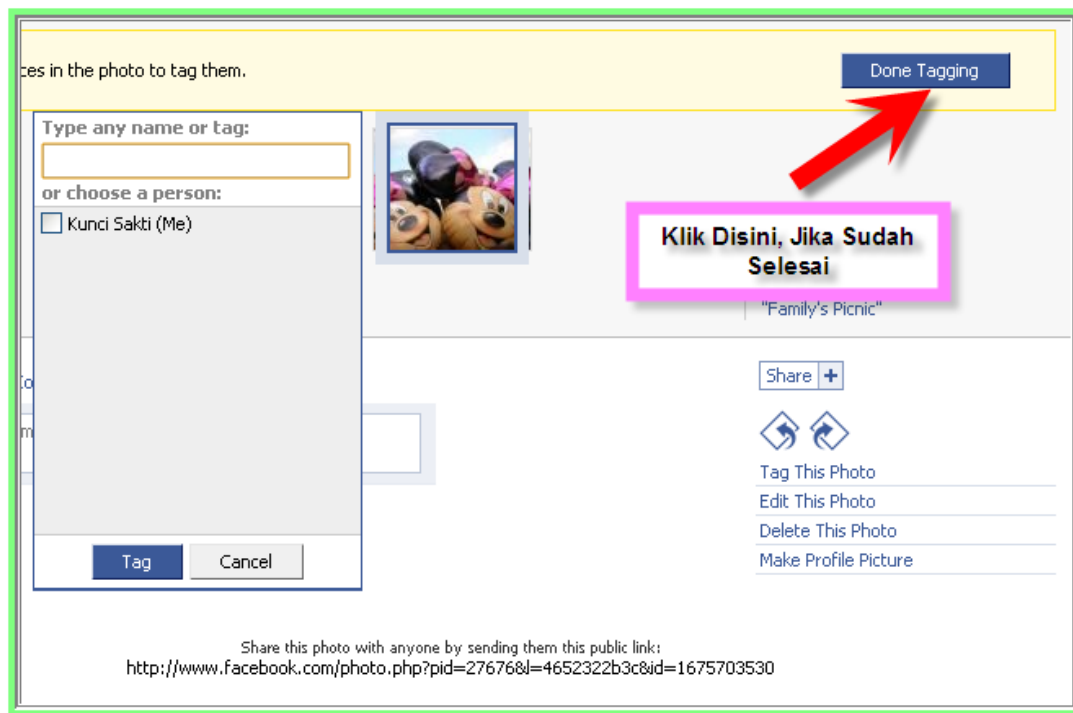 ces in the photo to tag them.
Done Tagging
Type any name or tag:
or choose a person:
Kunci Sakti (Me)
Tag
Cancel
Klik Disini, Jika Sudah
Selesai
"Family's Picnic"
Share +
Tag This Photo
Edit This Photo
Delete This Photo
Make Profile Picture
Share this photo with anyone by sending them this public link:
http://www.facebook.com/photo.php?pid=27676&l=4652322b3c&id=1675703530